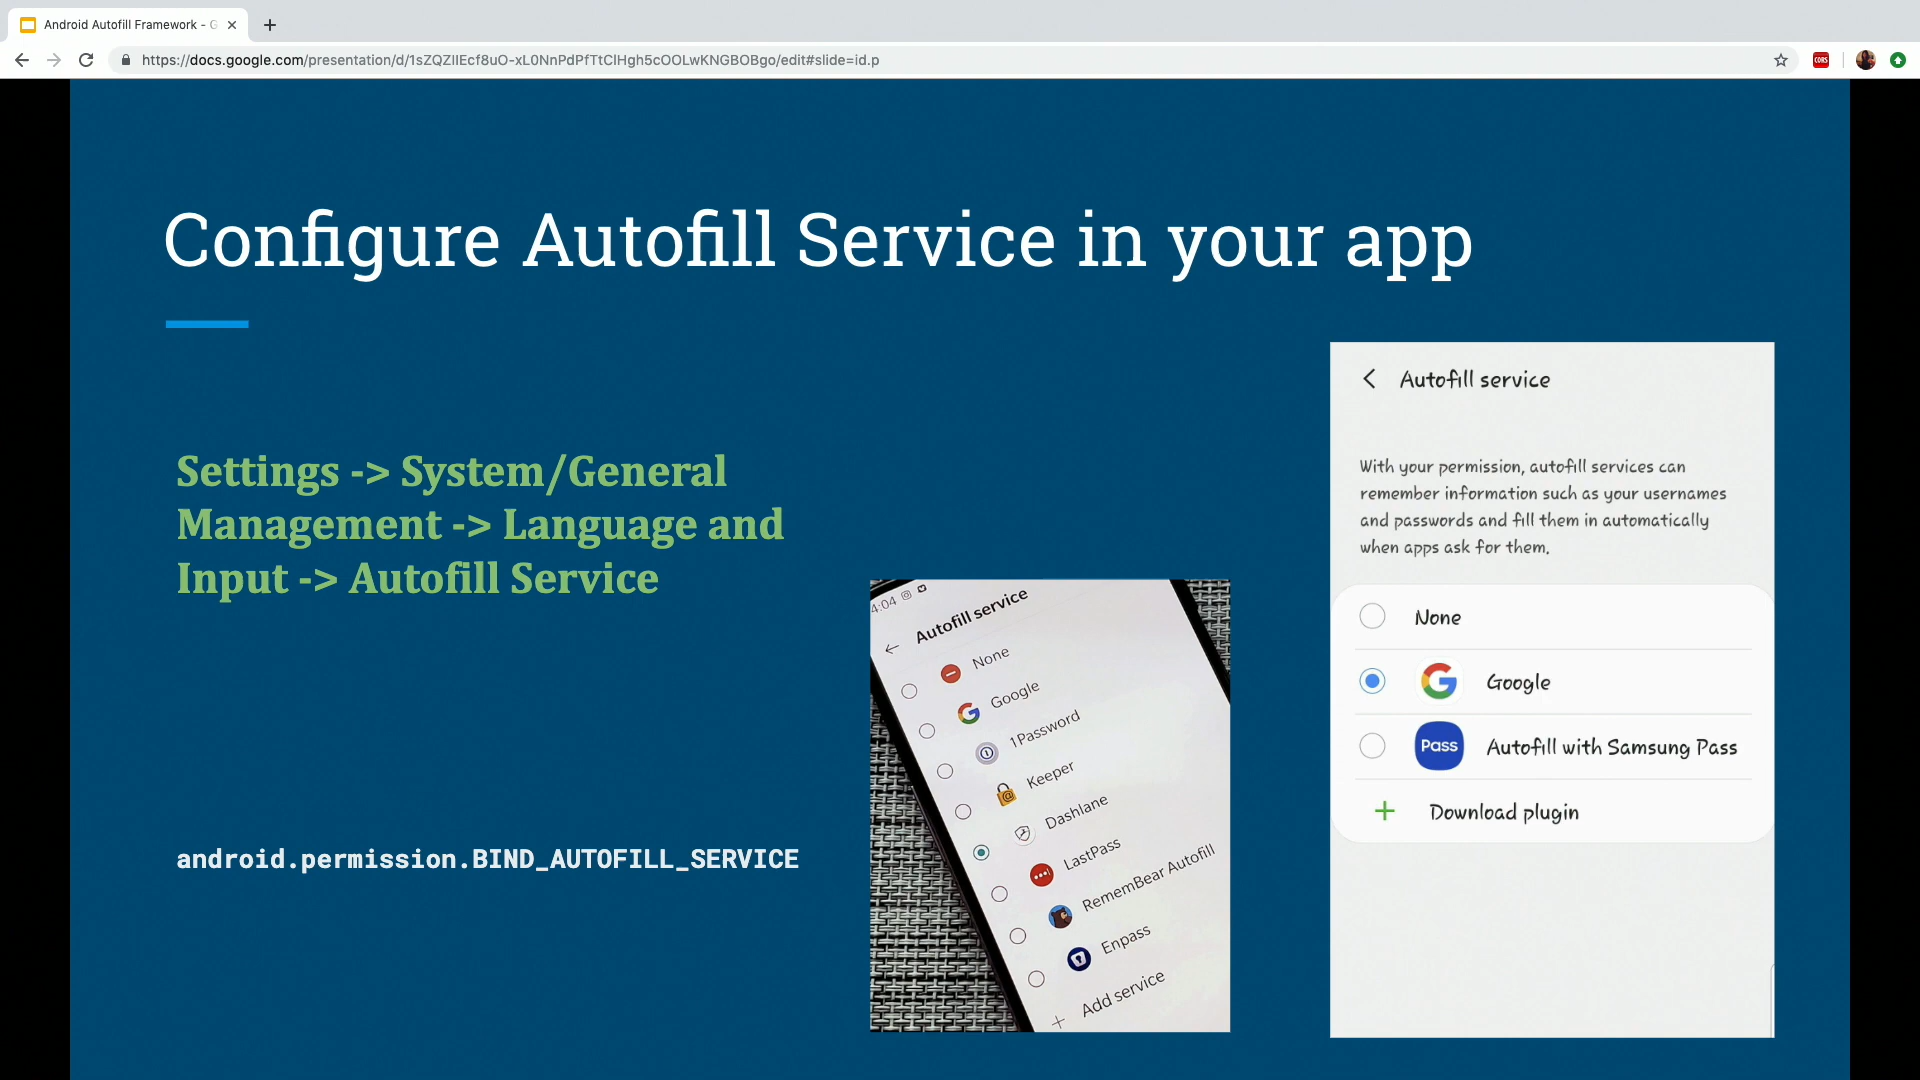 Android Autofill Framework - G
https://docs.google.com/presentation/d/1sZQZIIEcf8uO-xL0NnPdPfTtClHgh5cOOLwKNGBOBgo/edit#slide=id.p
CORS
Configure Autofill Service in your app
Settings -> System/General
Management -> Language and
Input -> Autofill Service
android.permission.BIND_AUTOFILL_SERVICE
4:04
Autofill service
None
Google
1Password
Keeper
Dashlane
LastPass
RememBear Autofill
Enpass
Add service
Autofill service
With your permission, autofill services can
remember information such as your usernames
and passwords and fill them in automatically
when apps ask for them.
None
Google
Pass Autofill with Samsung Pass
Download plugin